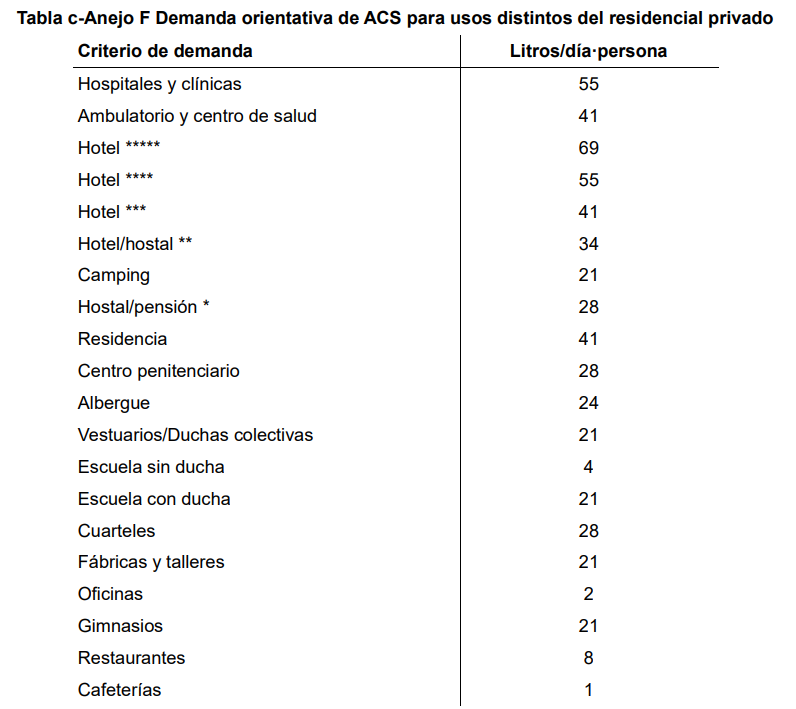 Tabla c-Anejo F Demanda orientativa de ACS para usos distintos del residencial privado
Criterio de demanda Litros/día·persona
Hospitales y clínicas 55
Ambulatorio y centro de salud 41
Hotel ***** 69
Hotel **** 55
Hotel *** 41
Hotel/hostal ** 34
Camping 21
Hostal/pensión * 28
Residencia 41
Centro penitenciario 28
Albergue 24
Vestuarios/Duchas colectivas 21
Escuela sin ducha 4
Escuela con ducha 21
Cuarteles 28
Fábricas y talleres 21
Oficinas 2
Gimnasios 21
Restaurantes 8
Cafeterías 1